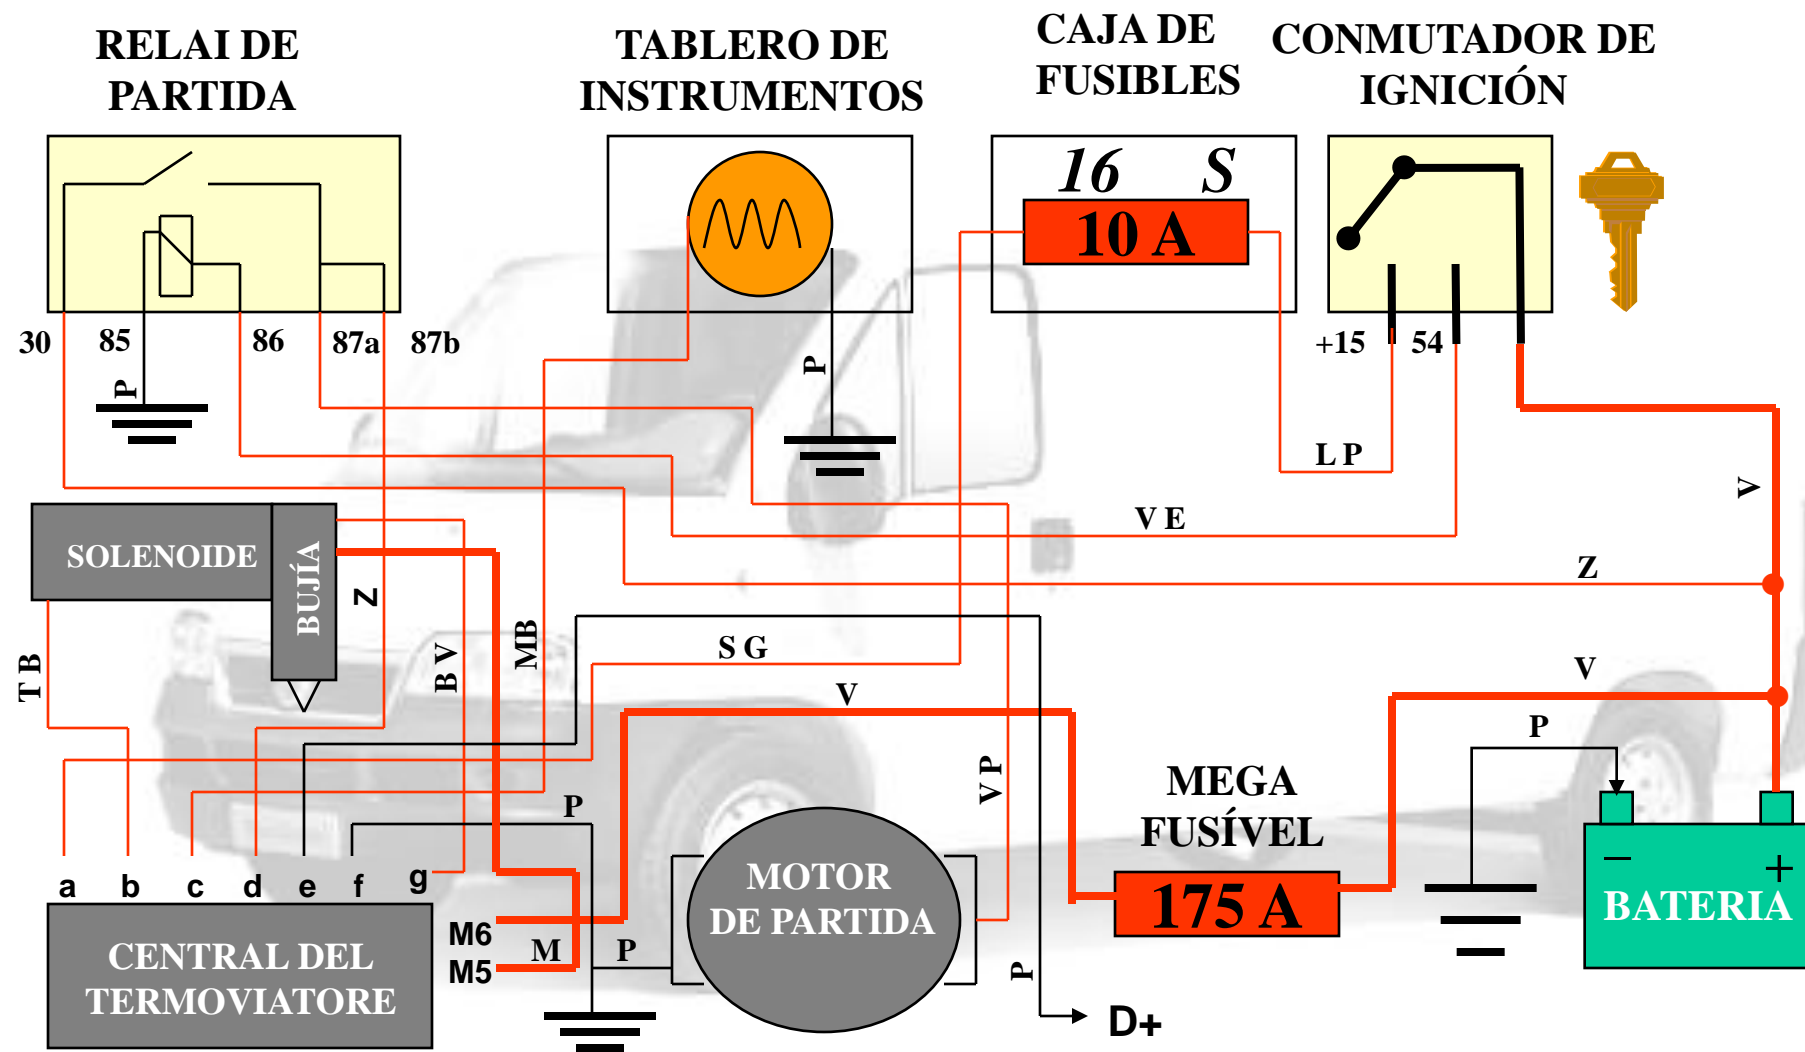 RELAI DE
PARTIDA
TABLERO DE
INSTRUMENTOS
CAJA DE
FUSIBLES
CONMUTADOR DE
IGNICIÓN
16 S
10 A
30 85 86 87a 87b
+15 54
P
P
L P
V
V E
Z
SOLENOIDE
BUJÍA
Z
T B
B V
MB
S G
V
V
P
V P
P
MEGA
FUSÍVEL
175 A
a b c d e f g
CENTRAL DEL
TERMOVIATORE
M6
M5
M
P
MOTOR
DE PARTIDA
P
D+
– +
BATERIA